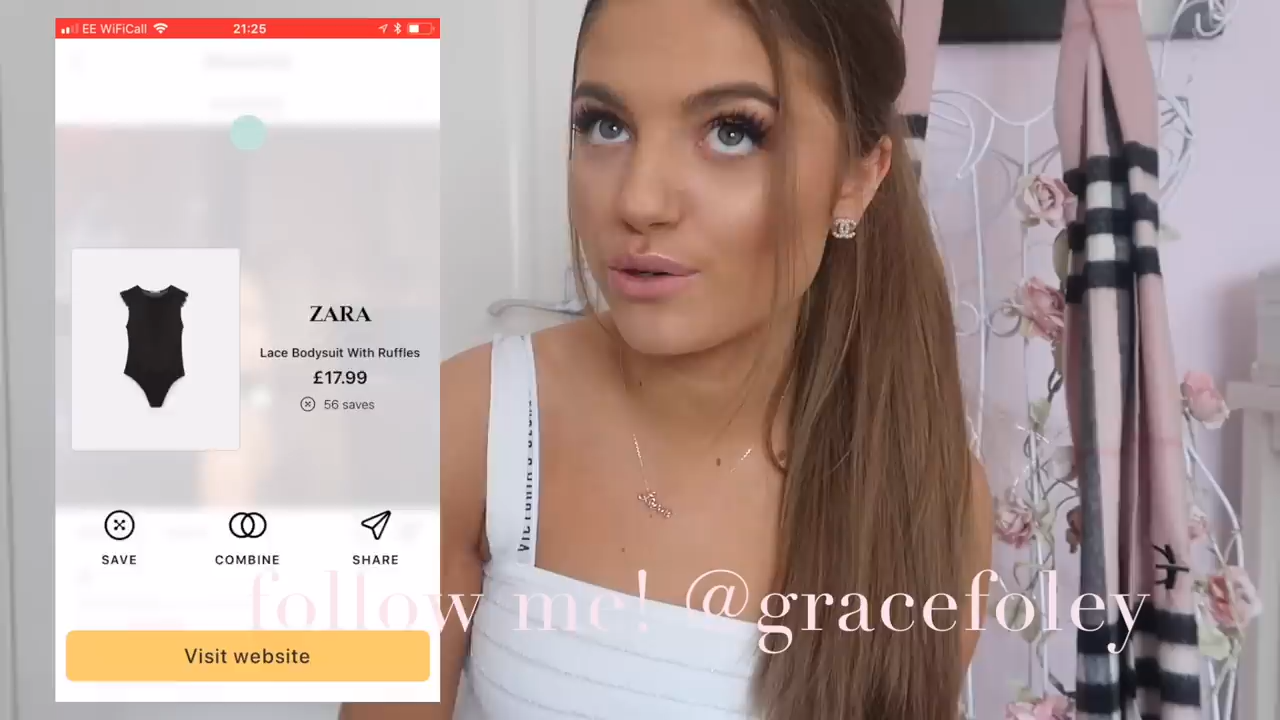 EE WiFiCall 21:25
ZARA
Lace Bodysuit With Ruffles
£17.99
56 saves
SAVE COMBINE SHARE
follow me! @gracefoley
Visit website